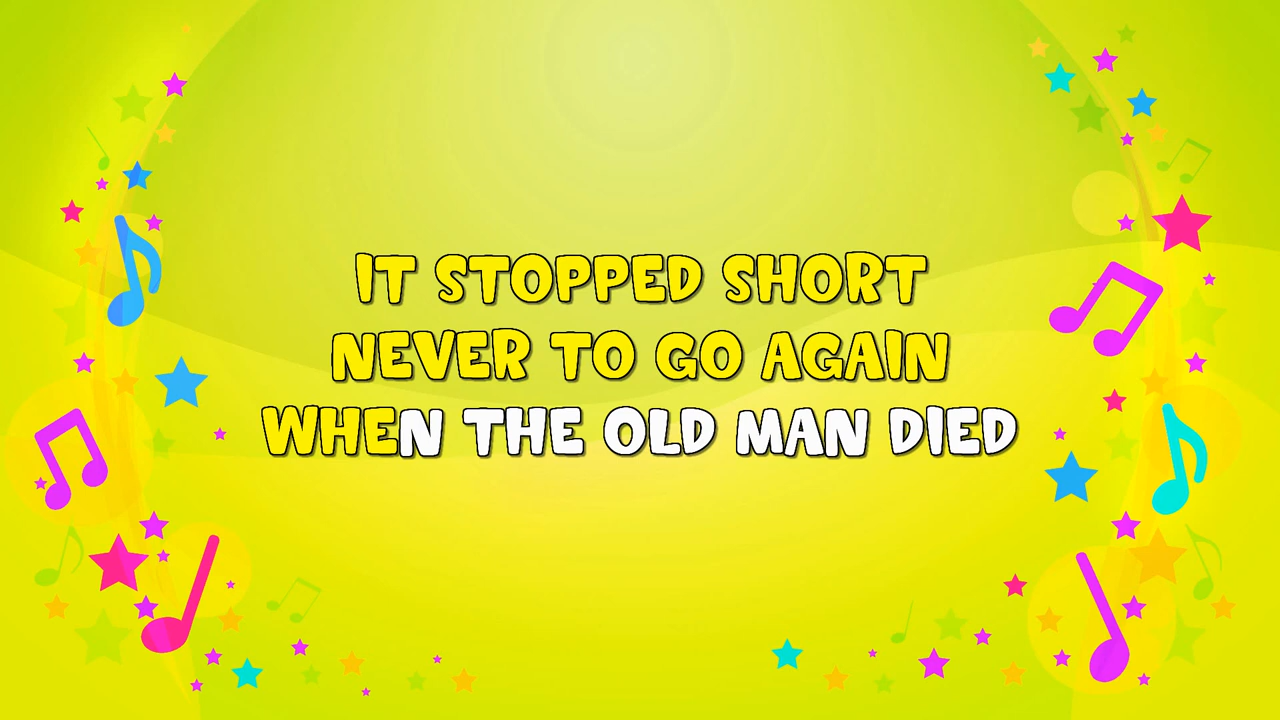 IT STOPPED SHORT
NEVER TO GO AGAIN
WHEN THE OLD MAN DIED